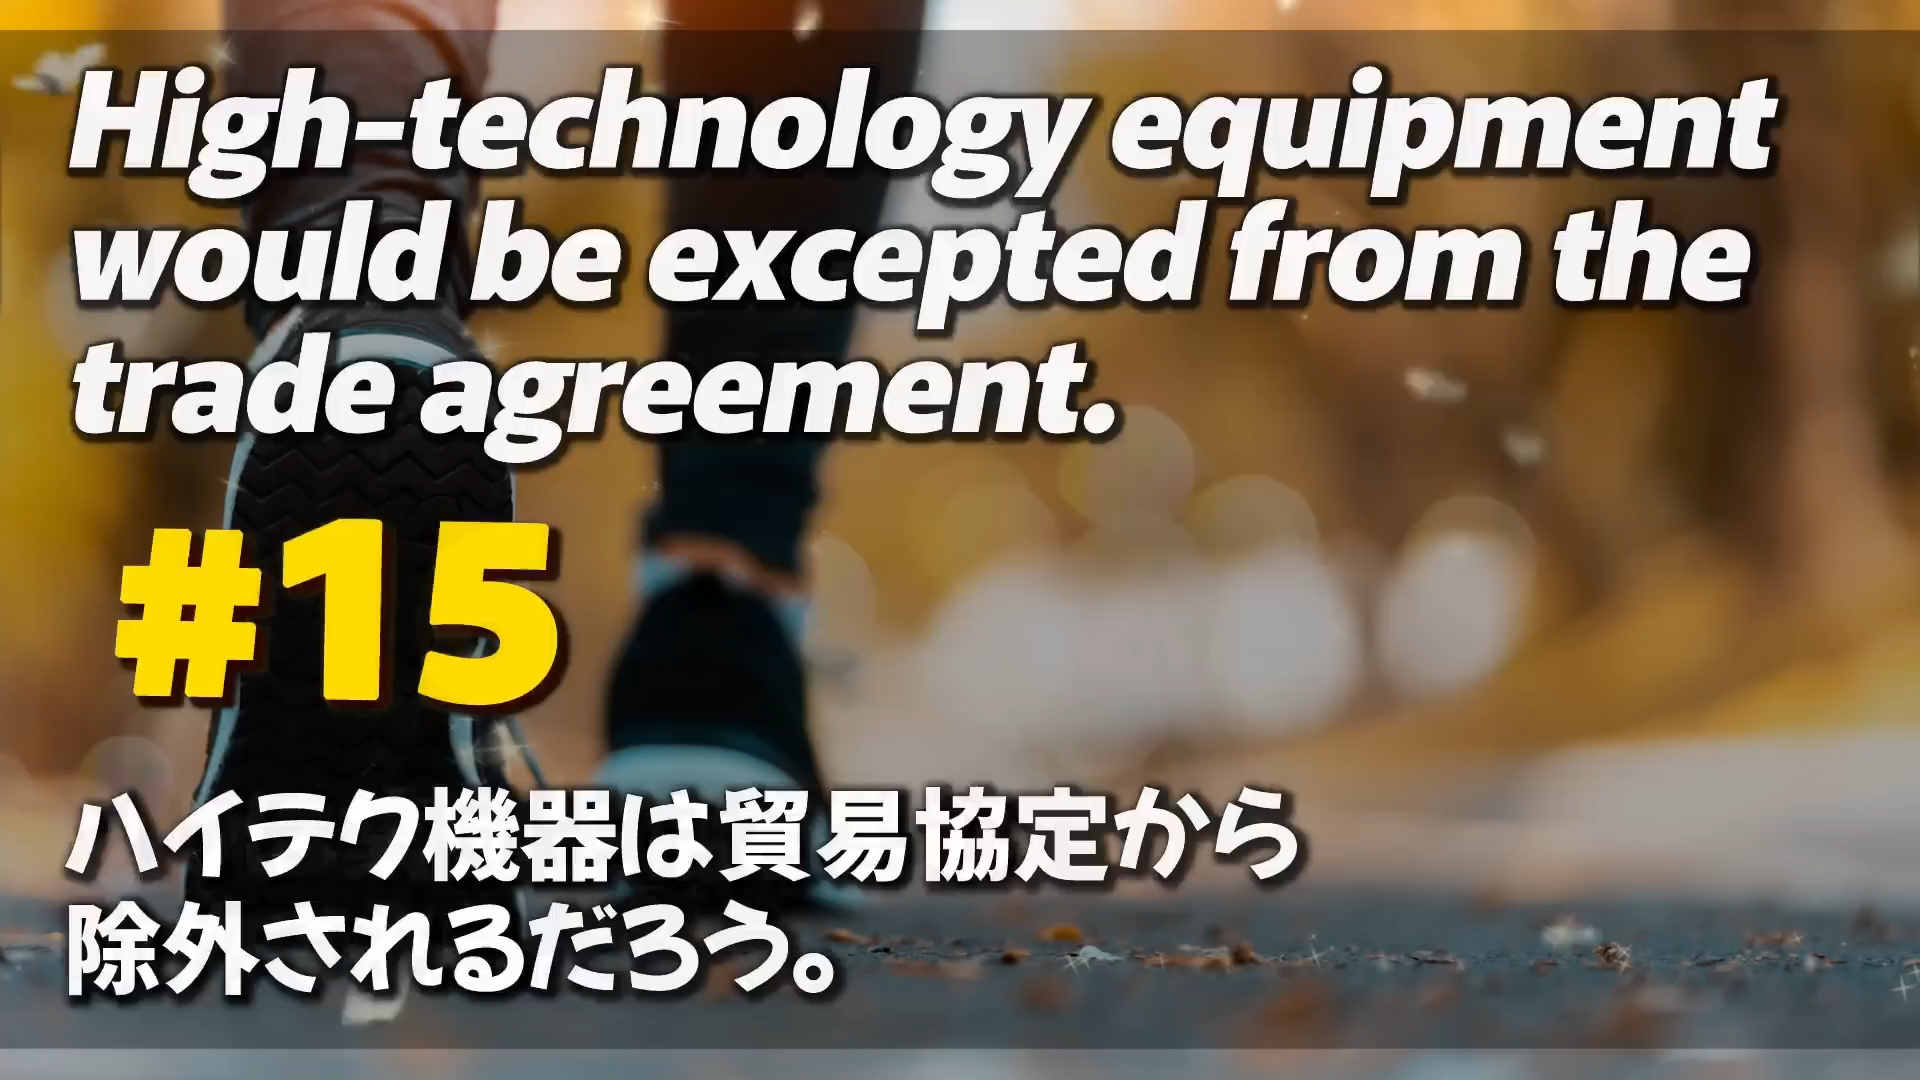 High-technology equipment
would be excepted from the
trade agreement.
#15
ハイテク機器は貿易協定から
除外されるだろう。